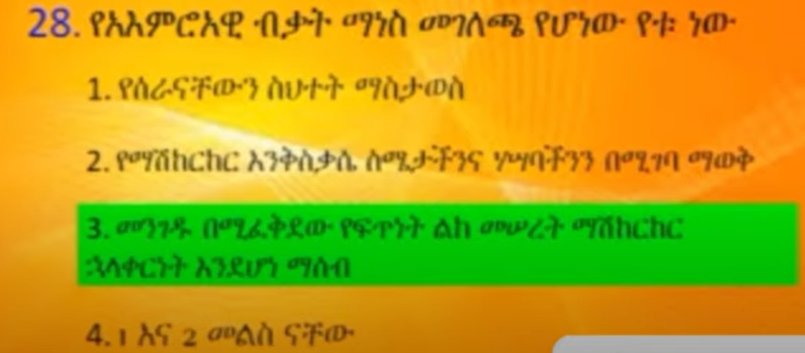 28. የአእምሮአዊ ብቃት ማነስ መገለጫ የሆነው የቱ ነው
1. የሰራናቸውን ስህተት ማስታወስ
2. የማሽከርከር እንቅስቃሴ ስሜታችንና ሃሣባችንን በሚገባ ማወቅ
3. መንገዱ በሚፈቅደው የፍጥነት ልክ መሠረት ማሽከርከር
ኋላቀርነት እንደሆነ ማሰብ
4. 1 እና 2 መልስ ናቸው